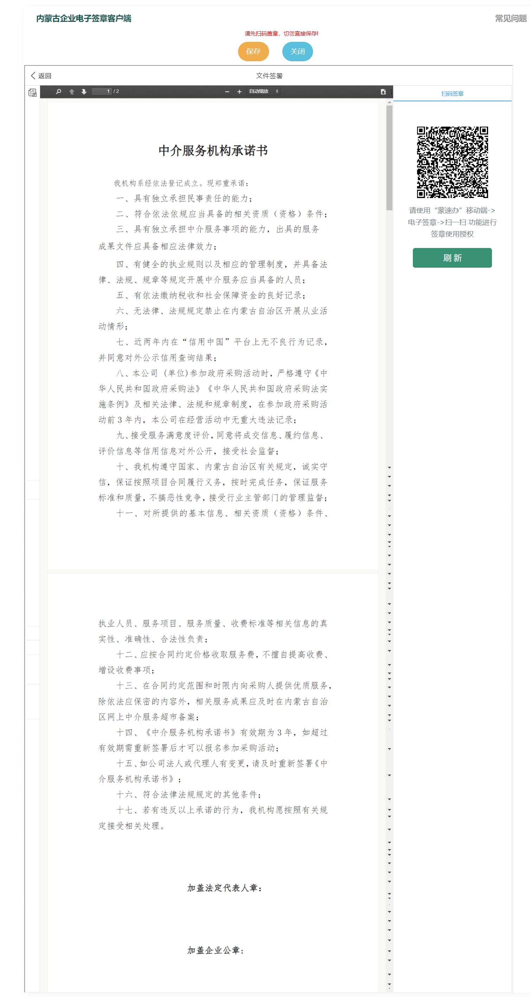 内蒙古企业电子签章客户端
常见问题
请先扫码盖章，切勿直接保存!
保存
关闭
返回
文件签署
1 / 2
自动缩放
扫码签章
中介服务机构承诺书
我机构系经依法登记成立。现郑重承诺：
一、具有独立承担民事责任的能力；
二、符合依法依规应当具备的相关资质（资格）条件；
三、具有独立承担中介服务事项的能力，出具的服务
成果文件应具备相应法律效力；
四、有健全的执业规则以及相应的管理制度，并具备法
律、法规、规章等规定开展中介服务应当具备的人员；
五、有依法缴纳税收和社会保障资金的良好记录；
六、无法律、法规规定禁止在内蒙古自治区开展从业活
动情形；
七、近两年内在“信用中国”平台上无不良行为记录，
并同意对外公示信用查询结果；
八、本公司 (单位)参加政府采购活动时，严格遵守《中
华人民共和国政府采购法》《中华人民共和国政府采购法实
施条例》及相关法律、法规和规章制度，在参加政府采购活
动前 3 年内，本公司在经营活动中无重大违法记录；
九、接受服务满意度评价，同意将成交信息、履约信息、
评价信息等信用信息对外公开，接受社会监督；
十、我机构遵守国家、内蒙古自治区有关规定，诚实守
信，保证按照项目合同履行义务，按时完成任务，保证服务
标准和质量，不搞恶性竞争，接受行业主管部门的管理监督；
十一、对所提供的基本信息、相关资质（资格）条件、
执业人员、服务项目、服务质量、收费标准等相关信息的真
实性、准确性、合法性负责；
十二、应按合同约定价格收取服务费，不擅自提高收费、
增设收费事项；
十三、在合同约定范围和时限内向采购人提供优质服务，
除依法应保密的内容外，相关服务成果应及时在内蒙古自治
区网上中介服务超市备案；
十四、《中介服务机构承诺书》有效期为 3 年，如超过
有效期需重新签署后才可以报名参加采购活动；
十五、如公司法人或代理人有变更，请及时重新签署《中
介服务机构承诺书》；
十六、符合法律法规规定的其他条件；
十七、若有违反以上承诺的行为，我机构愿按照有关规
定接受相关处理。
加盖法定代表人章：
加盖企业公章：
请使用“蒙速办”移动端->
电子签章->扫一扫 功能进行
签章使用授权
刷 新